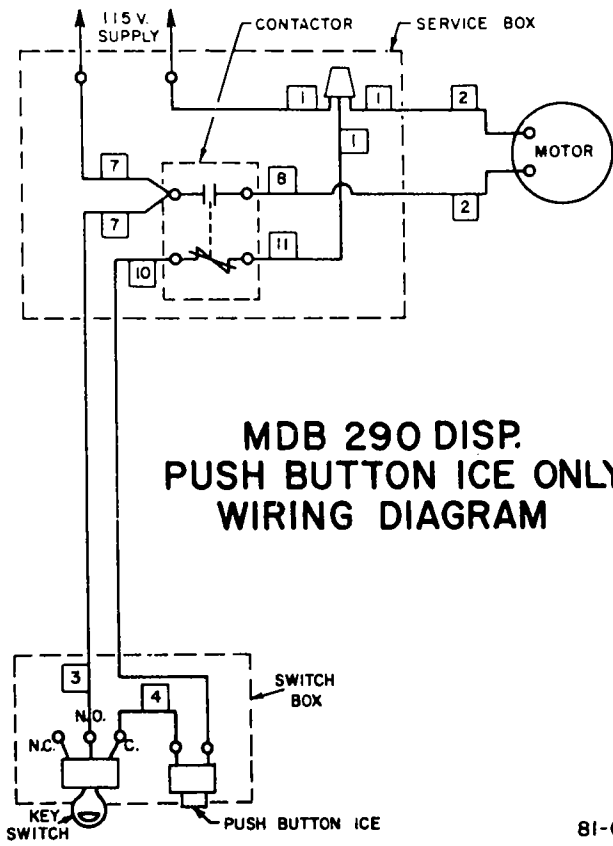 115 V.
SUPPLY
CONTACTOR
SERVICE BOX
1
1
2
1
MOTOR
7
8
7
2
11
10
MDB 290 DISP.
PUSH BUTTON ICE ONLY
WIRING DIAGRAM
3
4
SWITCH
BOX
N.O.
N.C.
C.
KEY
SWITCH
PUSH BUTTON ICE